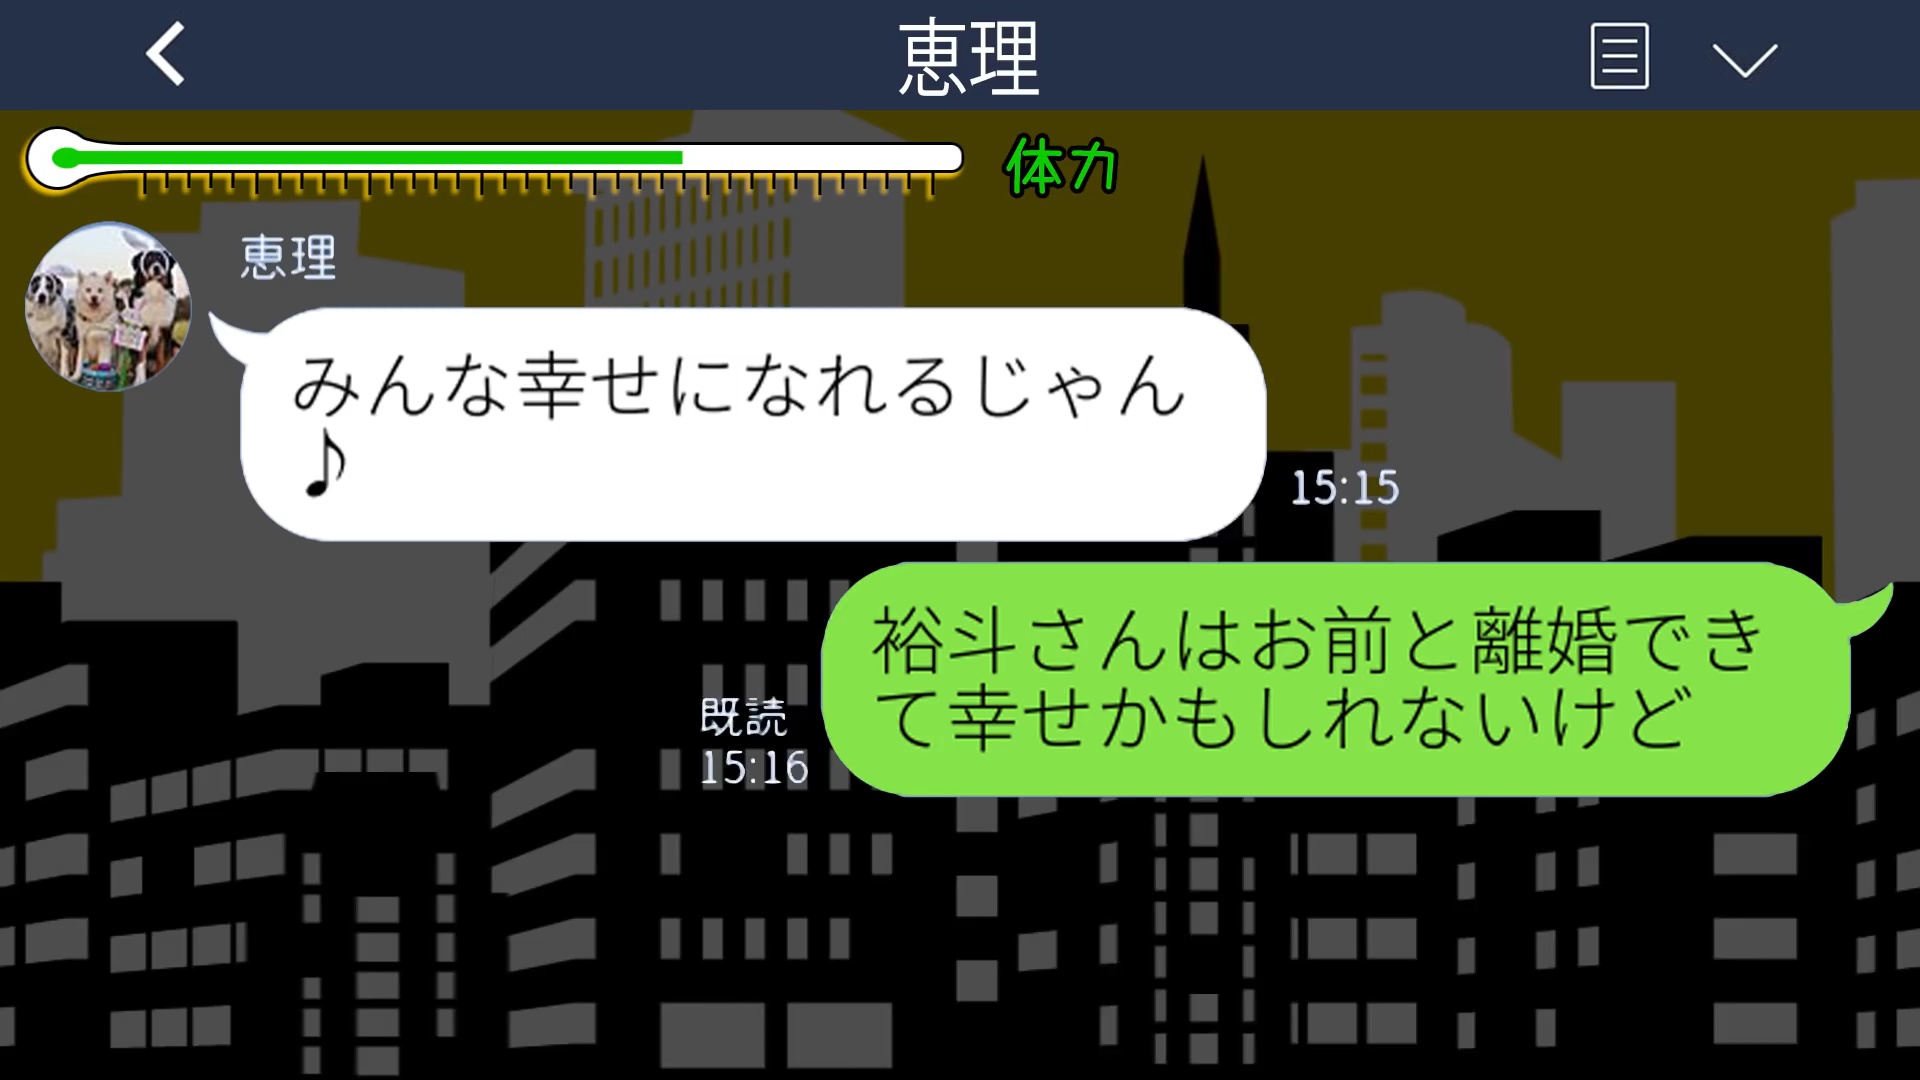 恵理
体力
恵理
みんな幸せになれるじゃん
♪
15:15
裕斗さんはお前と離婚でき
て幸せかもしれないけど
既読
15:16